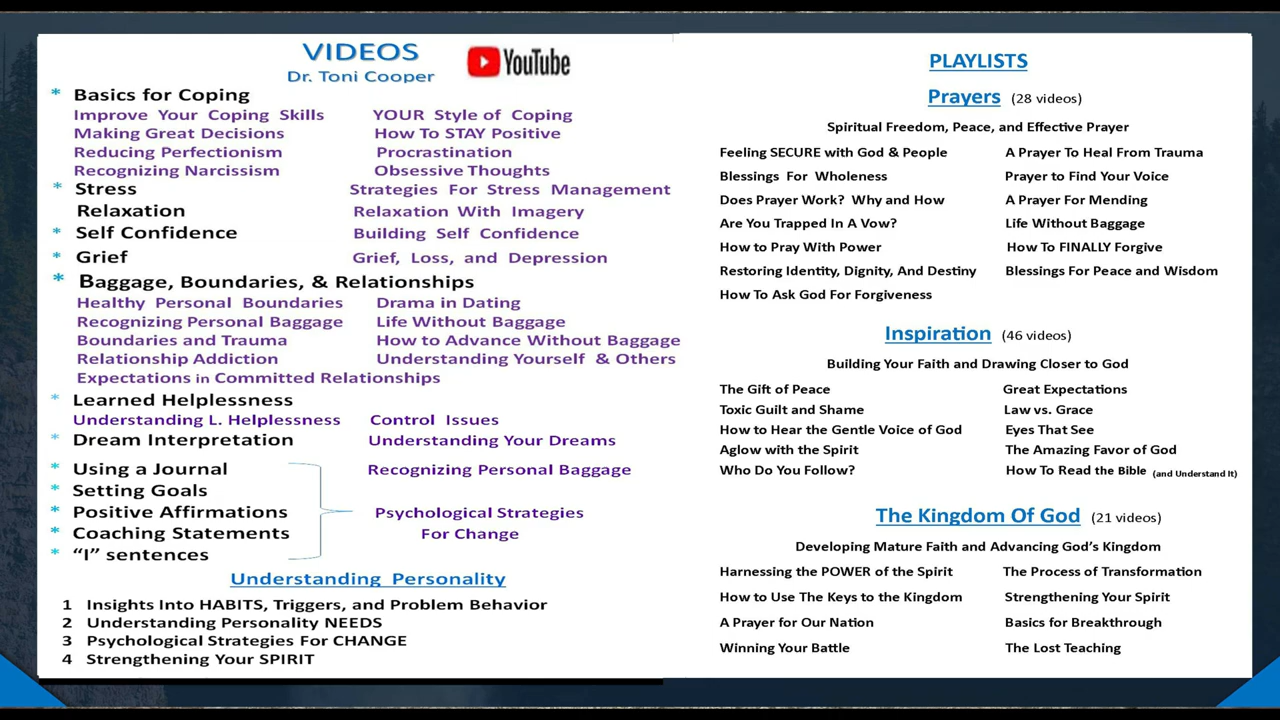 VIDEOS
Dr. Toni Cooper
YouTube
* Basics for Coping
Improve Your Coping Skills YOUR Style of Coping
Making Great Decisions How To STAY Positive
Reducing Perfectionism Procrastination
Recognizing Narcissism Obsessive Thoughts
* Stress Strategies For Stress Management
Relaxation Relaxation With Imagery
* Self Confidence Building Self Confidence
* Grief Grief, Loss, and Depression
* Baggage, Boundaries, & Relationships
Healthy Personal Boundaries Drama in Dating
Recognizing Personal Baggage Life Without Baggage
Boundaries and Trauma How to Advance Without Baggage
Relationship Addiction Understanding Yourself & Others
Expectations in Committed Relationships
* Learned Helplessness
Understanding L. Helplessness Control Issues
* Dream Interpretation Understanding Your Dreams
* Using a Journal Recognizing Personal Baggage
* Setting Goals
* Positive Affirmations Psychological Strategies
* Coaching Statements For Change
* “I” sentences
Understanding Personality
1 Insights Into HABITS, Triggers, and Problem Behavior
2 Understanding Personality NEEDS
3 Psychological Strategies For CHANGE
4 Strengthening Your SPIRIT
PLAYLISTS
Prayers (28 videos)
Spiritual Freedom, Peace, and Effective Prayer
Feeling SECURE with God & People A Prayer To Heal From Trauma
Blessings For Wholeness Prayer to Find Your Voice
Does Prayer Work? Why and How A Prayer For Mending
Are You Trapped In A Vow? Life Without Baggage
How to Pray With Power How To FINALLY Forgive
Restoring Identity, Dignity, And Destiny Blessings For Peace and Wisdom
How To Ask God For Forgiveness
Inspiration (46 videos)
Building Your Faith and Drawing Closer to God
The Gift of Peace Great Expectations
Toxic Guilt and Shame Law vs. Grace
How to Hear the Gentle Voice of God Eyes That See
Aglow with the Spirit The Amazing Favor of God
Who Do You Follow? How To Read the Bible (and Understand It)
The Kingdom Of God (21 videos)
Developing Mature Faith and Advancing God’s Kingdom
Harnessing the POWER of the Spirit The Process of Transformation
How to Use The Keys to the Kingdom Strengthening Your Spirit
A Prayer for Our Nation Basics for Breakthrough
Winning Your Battle The Lost Teaching